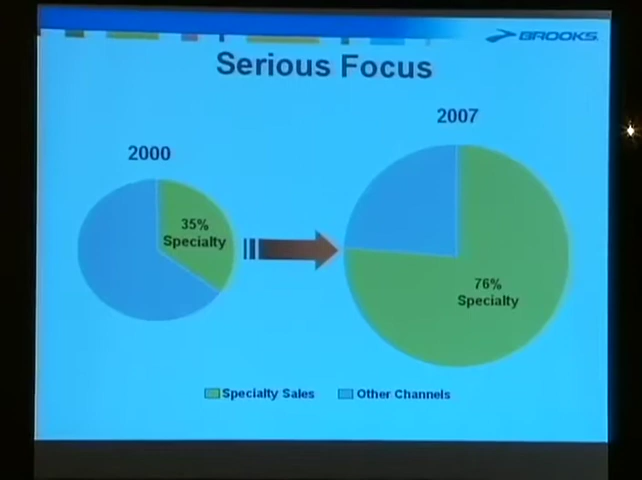 BROOKS
Serious Focus
2000
35%
Specialty
2007
76%
Specialty
Specialty Sales
Other Channels